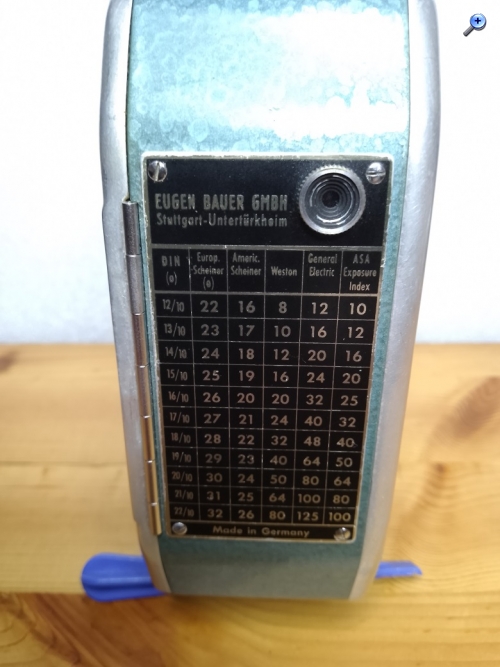 EUGEN BAUER GMBH
Stuttgart-Untertürkheim
DIN (o) Europ. Scheiner (o) Americ. Scheiner Weston General Electric ASA Exposure Index
12/10 22 16 8 12 10
13/10 23 17 10 16 12
14/10 24 18 12 20 16
15/10 25 19 16 24 20
16/10 26 20 20 32 25
17/10 27 21 24 40 32
18/10 28 22 32 48 40
19/10 29 23 40 64 50
20/10 30 24 50 80 64
21/10 31 25 64 100 80
22/10 32 26 80 125 100
Made in Germany